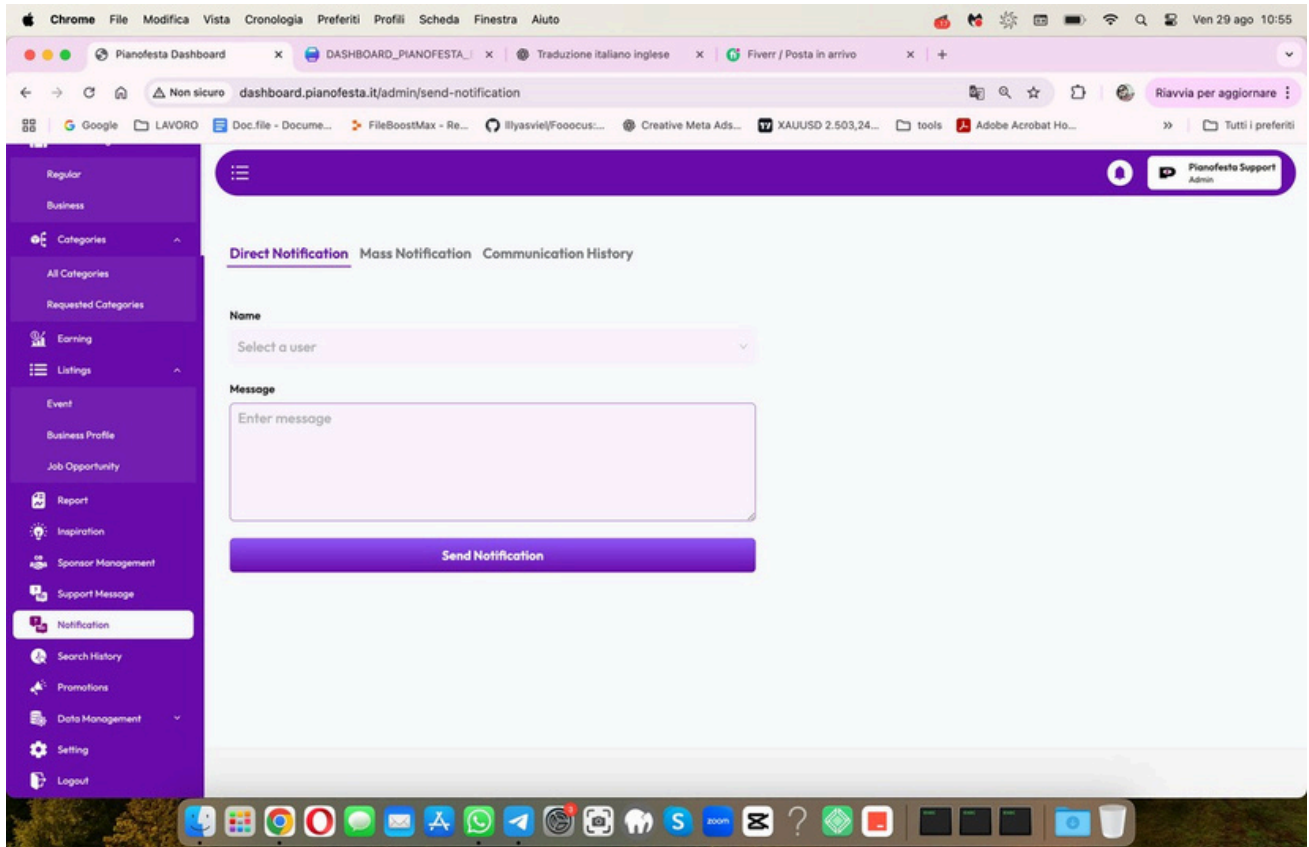 Chrome File Modifica Vista Cronologia Preferiti Profili Scheda Finestra Aiuto Ven 29 ago 10:55
Pianofesta Dashboard DASHBOARD_PIANOFESTA_ Traduzione italiano inglese Fiverr / Posta in arrivo
Non sicuro dashboard.pianofesta.it/admin/send-notification Riavvia per aggiornare
Google LAVORO Doc.file - Docume... FileBoostMax - Re... Illyasviel/Fooocus:... Creative Meta Ads... XAUUSD 2.503,24... tools Adobe Acrobat Ho... Tutti i preferiti
Regular
Business
Categories
All Categories
Requested Categories
Earning
Listings
Event
Business Profile
Job Opportunity
Report
Inspiration
Sponsor Management
Support Message
Notification
Search History
Promotions
Data Management
Setting
Logout
Pianofesta Support
Admin
Direct Notification Mass Notification Communication History
Name
Select a user
Message
Enter message
Send Notification
zoom